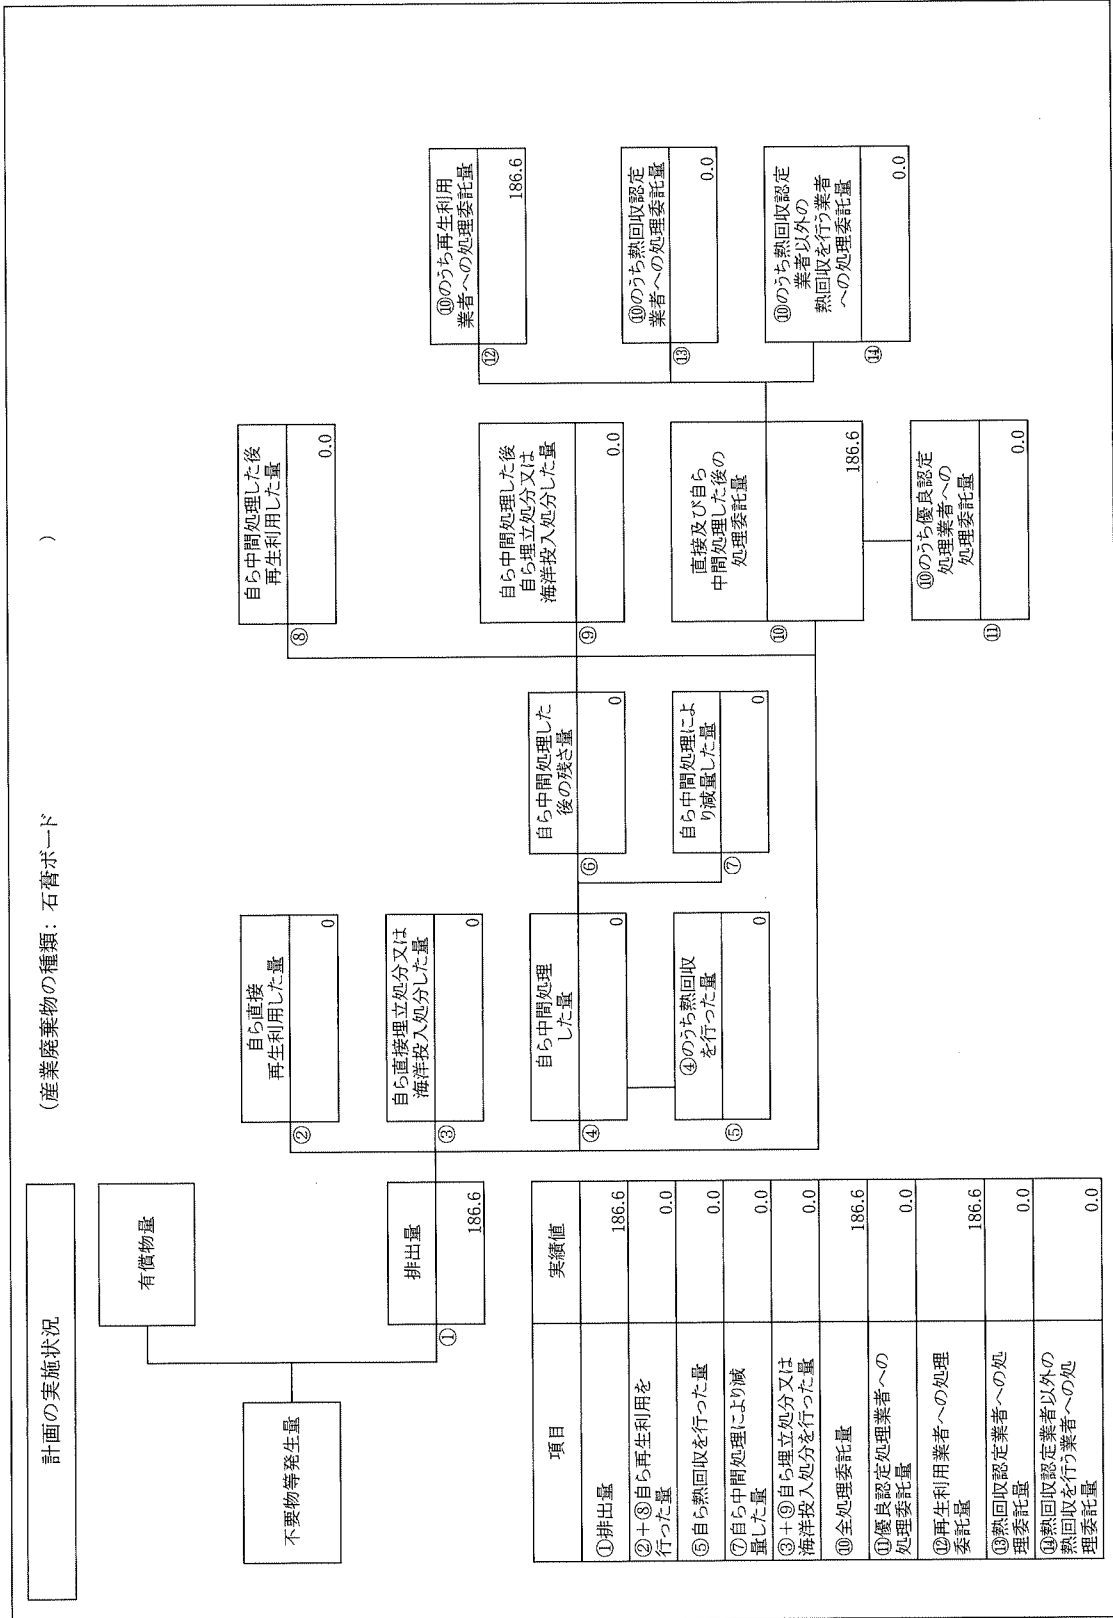 計画の実施状況
(産業廃棄物の種類: 石膏ボード
)
不要物等発生量
有償物量
①
排出量
186.6
②
自ら直接
再生利用した量
0
③
自ら直接埋立処分又は
海洋投入処分した量
0
④
自ら中間処理
した量
0
⑤
④のうち熱回収
を行った量
0
⑥
自ら中間処理した
後の残さ量
0
⑦
自ら中間処理によ
り減量した量
0
⑧
自ら中間処理した後
再生利用した量
0.0
⑨
自ら中間処理した後
自ら埋立処分又は
海洋投入処分した量
0.0
⑩
直接及び自ら
中間処理した後の
処理委託量
186.6
⑪
⑩のうち優良認定
処理業者への
処理委託量
0.0
⑫
⑩のうち再生利用
業者への処理委託量
186.6
⑬
⑩のうち熱回収認定
業者への処理委託量
0.0
⑭
⑩のうち熱回収認定
業者以外の
熱回収を行う業者
への処理委託量
0.0
項目 実績値
①排出量 186.6
②+⑧自ら再生利用を
行った量 0.0
⑤自ら熱回収を行った量 0.0
⑦自ら中間処理により減
量した量 0.0
③+⑨自ら埋立処分又は
海洋投入処分を行った量 0.0
⑩全処理委託量 186.6
⑪優良認定処理業者への
処理委託量 0.0
⑫再生利用業者への処理
委託量 186.6
⑬熱回収認定業者への処
理委託量 0.0
⑭熱回収認定業者以外の
熱回収を行う業者への処
理委託量 0.0